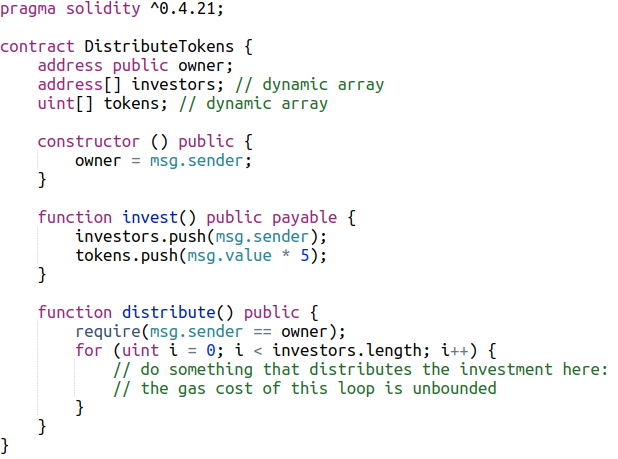 pragma solidity ^0.4.21;
contract DistributeTokens {
address public owner;
address[] investors; // dynamic array
uint[] tokens; // dynamic array
constructor () public {
owner = msg.sender;
}
function invest() public payable {
investors.push(msg.sender);
tokens.push(msg.value * 5);
}
function distribute() public {
require(msg.sender == owner);
for (uint i = 0; i < investors.length; i++) {
// do something that distributes the investment here:
// the gas cost of this loop is unbounded
}
}
}